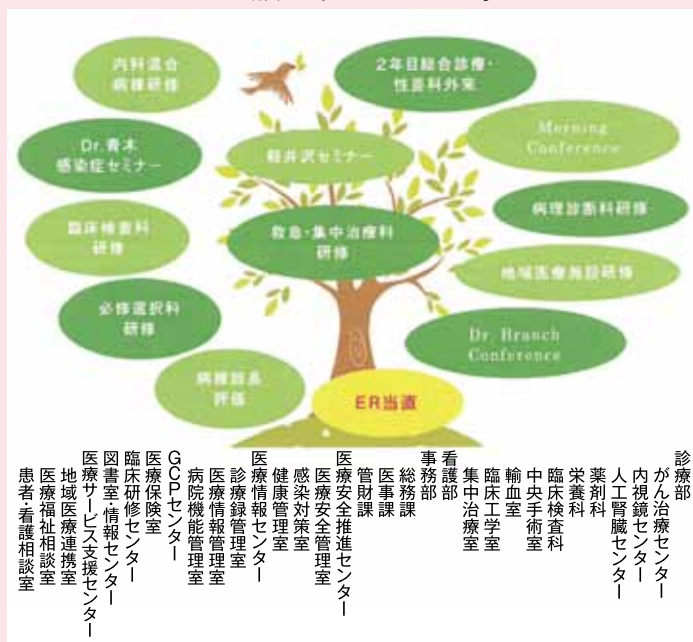 内科混合
病棟研修
2年目総合診療・
性差科外来
Dr.青木
感染症セミナー
軽井沢セミナー
Morning
Conference
臨床検査科
研修
救急・集中治療科
研修
病理診断科研修
必修選択科
研修
地域医療施設研修
Dr. Branch
Conference
病棟師長
評価
ER当直
診療部
がん治療センター
内視鏡センター
人工腎臓センター
薬剤科
栄養科
臨床検査科
中央手術室
輸血室
臨床工学室
集中治療室
看護部
事務部
総務課
医事課
管財課
医療安全推進センター
医療安全管理室
感染対策室
健康管理室
医療情報センター
診療録管理室
医療情報管理室
病院機能管理室
GCPセンター
医療保険室
臨床研修センター
図書室・情報センター
医療サービス支援センター
地域医療連携室
医療福祉相談室
患者・看護相談室